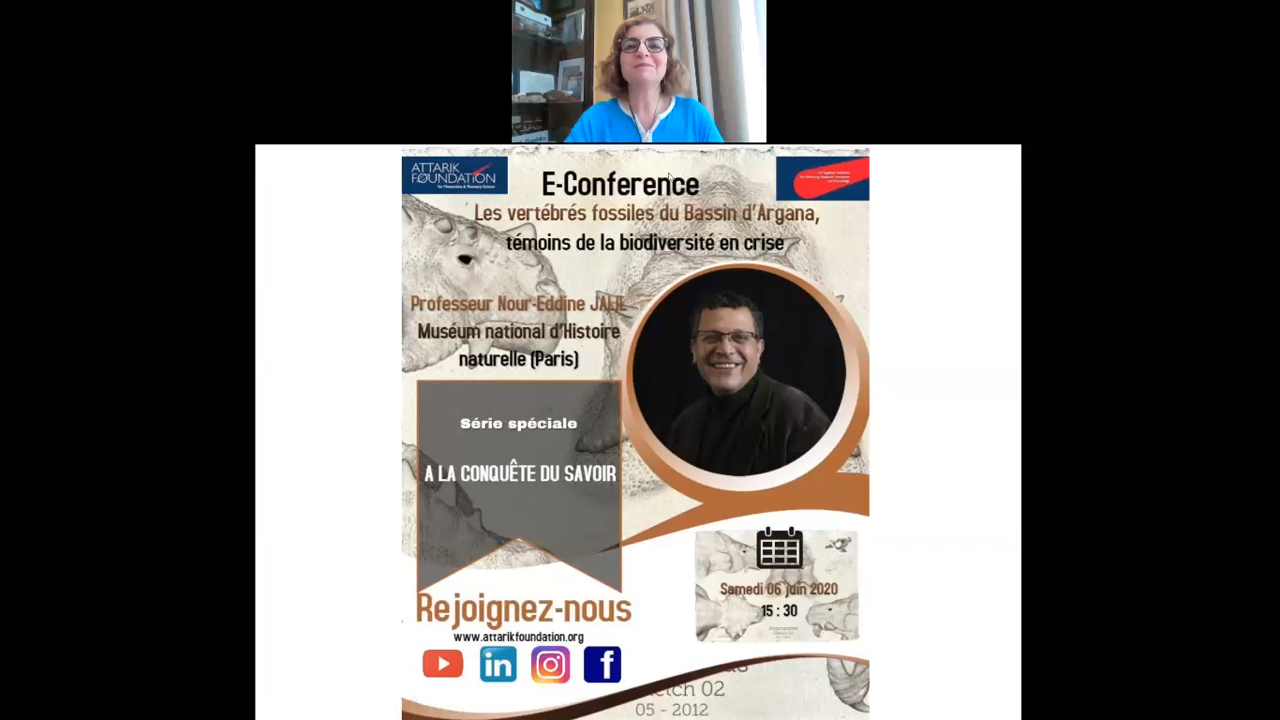 ATTARIK
FOUNDATION
E-Conference
Les vertébrés fossiles du Bassin d'Argana,
témoins de la biodiversité en crise
Professeur Nour-Eddine JALIL
Muséum national d'Histoire
naturelle (Paris)
Série spéciale
A LA CONQUÊTE DU SAVOIR
Samedi 06 juin 2020
15 : 30
Rejoignez-nous
www.attarikfoundation.org
in
f
02
05 - 2012